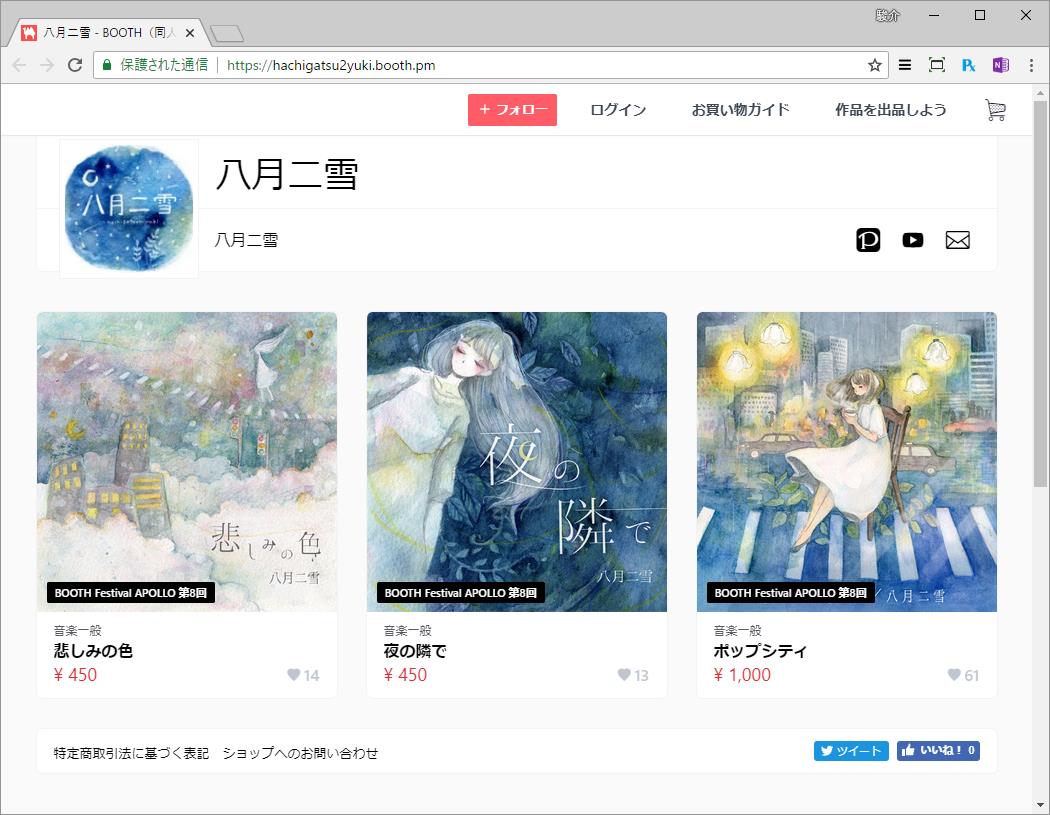 駿介
八月二雪 - BOOTH（同人
保護された通信
https://hachigatsu2yuki.booth.pm
+ フォロー
ログイン
お買い物ガイド
作品を出品しよう
八月二雪
八月二雪
八月二雪
悲しみの色
八月二雪
BOOTH Festival APOLLO 第8回
夜の隣で
八月二雪
BOOTH Festival APOLLO 第8回
八月二雪
BOOTH Festival APOLLO 第8回
音楽一般
悲しみの色
¥ 450
14
音楽一般
夜の隣で
¥ 450
13
音楽一般
ポップシティ
¥ 1,000
61
特定商取引法に基づく表記 ショップへのお問い合わせ
ツイート
いいね！ 0